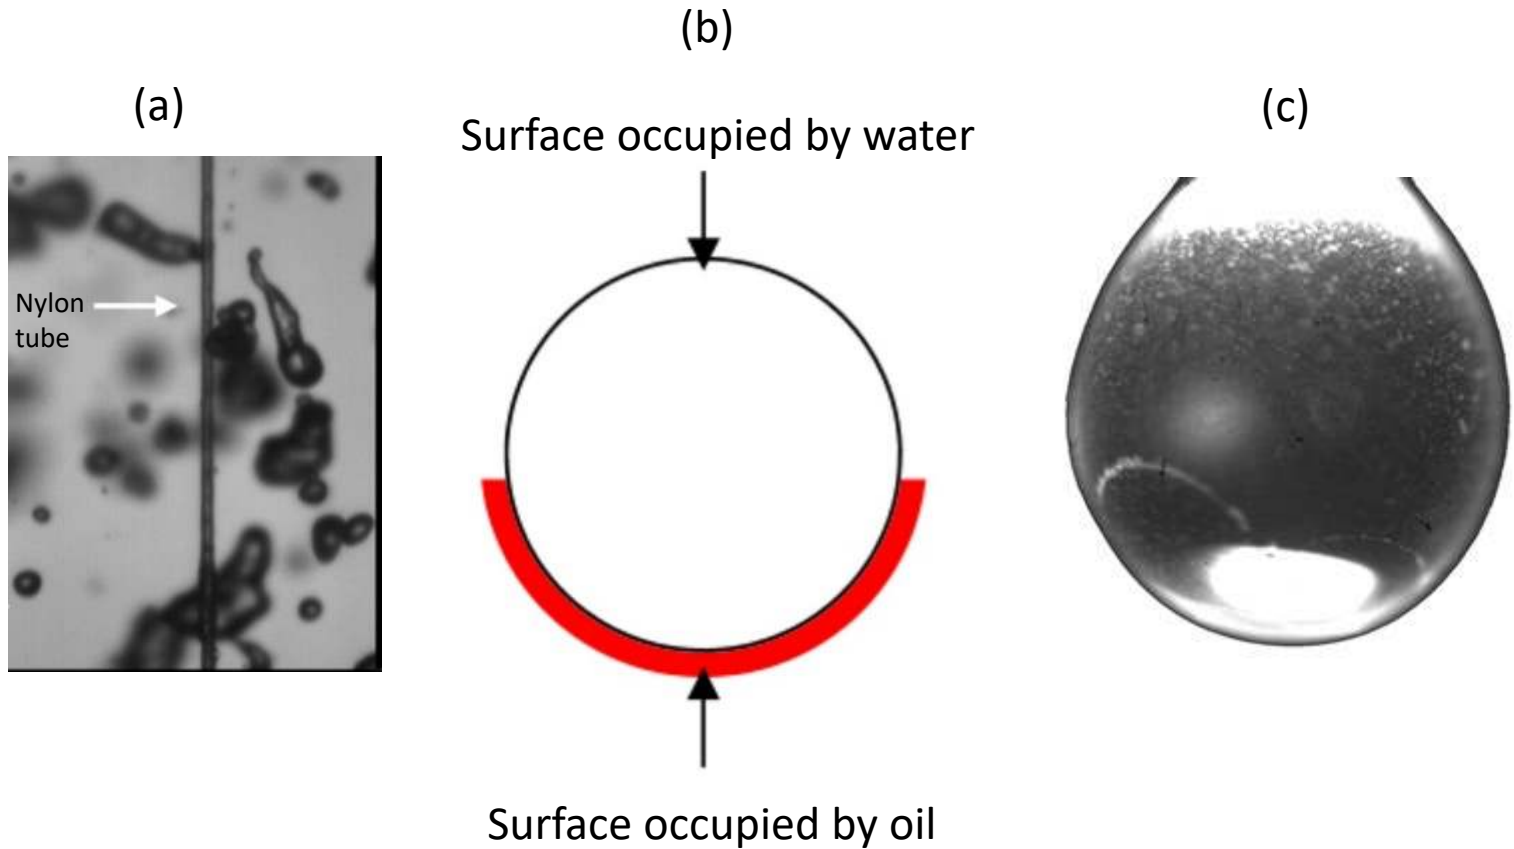 (b)
(a)
(c)
Surface occupied by water
Nylon
tube
Surface occupied by oil